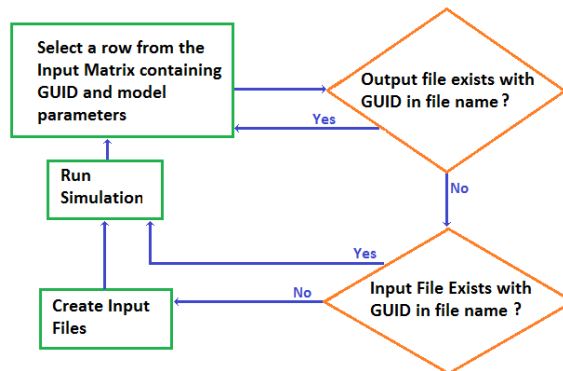 Select a row from the
Input Matrix containing
GUID and model
parameters
Output file exists with
GUID in file name ?
Yes
No
Run
Simulation
Yes
Input File Exists with
GUID in file name ?
No
Create Input
Files